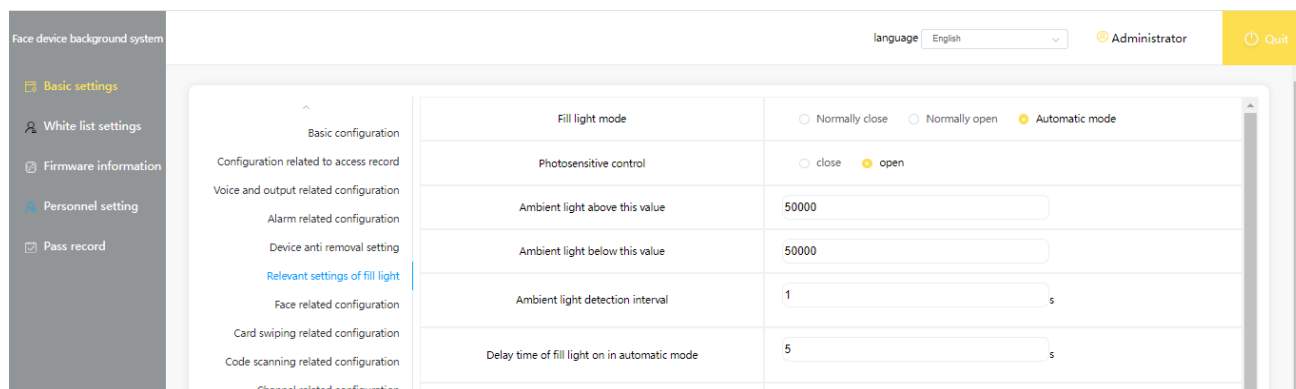 Face device background system
language English
Administrator
Quit
Basic settings
White list settings
Firmware information
Personnel setting
Pass record
Basic configuration
Configuration related to access record
Voice and output related configuration
Alarm related configuration
Device anti removal setting
Relevant settings of fill light
Face related configuration
Card swiping related configuration
Code scanning related configuration
Channel related configuration
Fill light mode Normally close Normally open Automatic mode
Photosensitive control close open
Ambient light above this value 50000
Ambient light below this value 50000
Ambient light detection interval 1 s
Delay time of fill light on in automatic mode 5 s